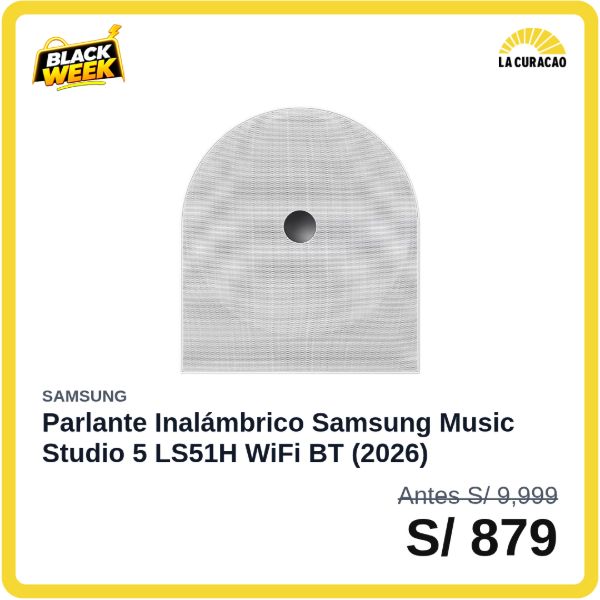 BLACK
WEEK
LA CURACAO
SAMSUNG
Parlante Inalámbrico Samsung Music
Studio 5 LS51H WiFi BT (2026)
Antes S/ 9,999
S/ 879